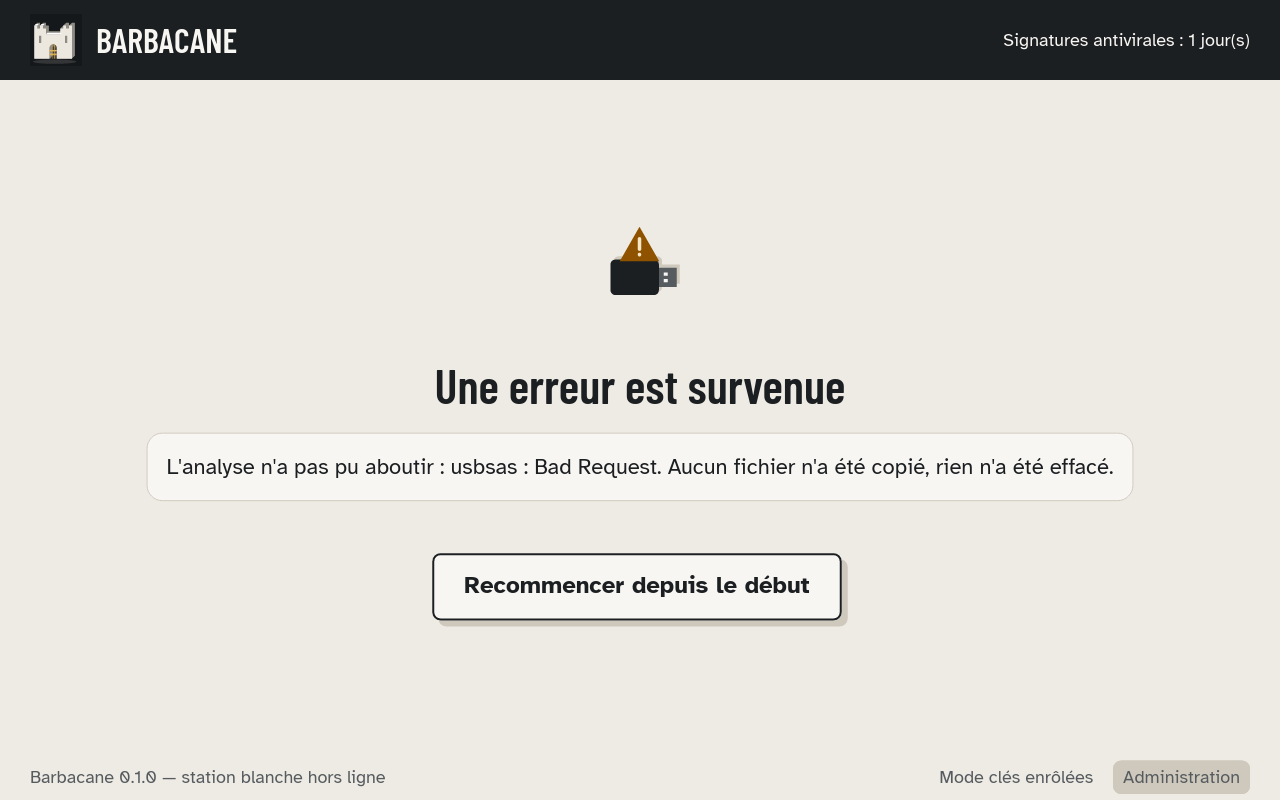 BARBACANE
Signatures antivirales : 1 jour(s)
Une erreur est survenue
L'analyse n'a pas pu aboutir : usbsas : Bad Request. Aucun fichier n'a été copié, rien n'a été effacé.
Recommencer depuis le début
Barbacane 0.1.0 — station blanche hors ligne
Mode clés enrôlées
Administration